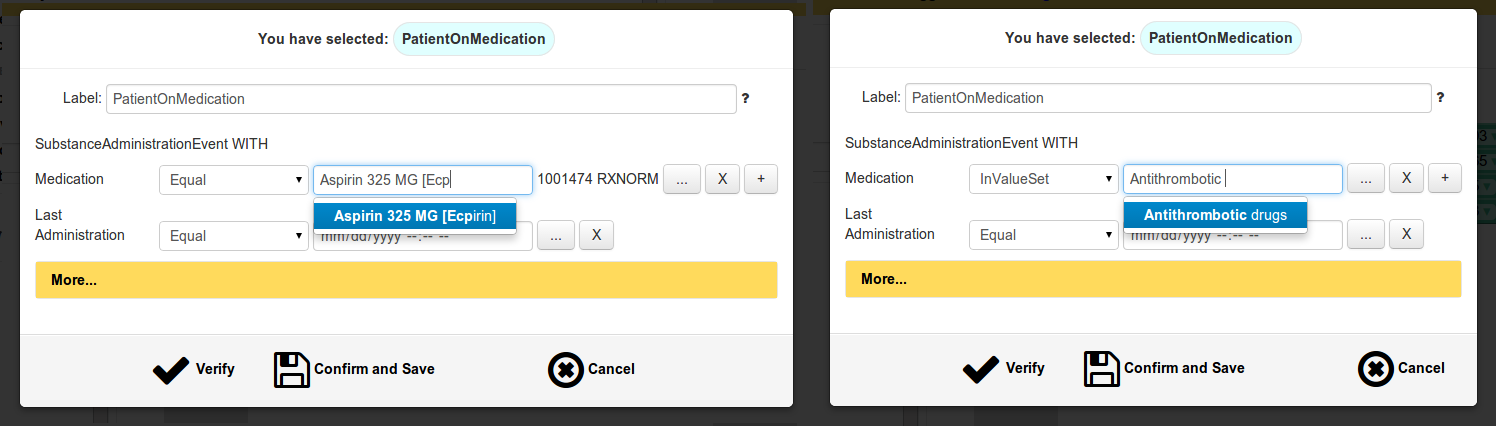 You have selected: PatientOnMedication
Label: PatientOnMedication ?
SubstanceAdministrationEvent WITH
Medication Equal Aspirin 325 MG [Ecp 1001474 RXNORM ... X +
Aspirin 325 MG [Ecpirin]
Last
Administration Equal mm/dd/yyyy --:-- -- ... X
More...
Verify Confirm and Save Cancel
You have selected: PatientOnMedication
Label: PatientOnMedication ?
SubstanceAdministrationEvent WITH
Medication InValueSet Antithrombotic ... X +
Antithrombotic drugs
Last
Administration Equal mm/dd/yyyy --:-- -- ... X
More...
Verify Confirm and Save Cancel